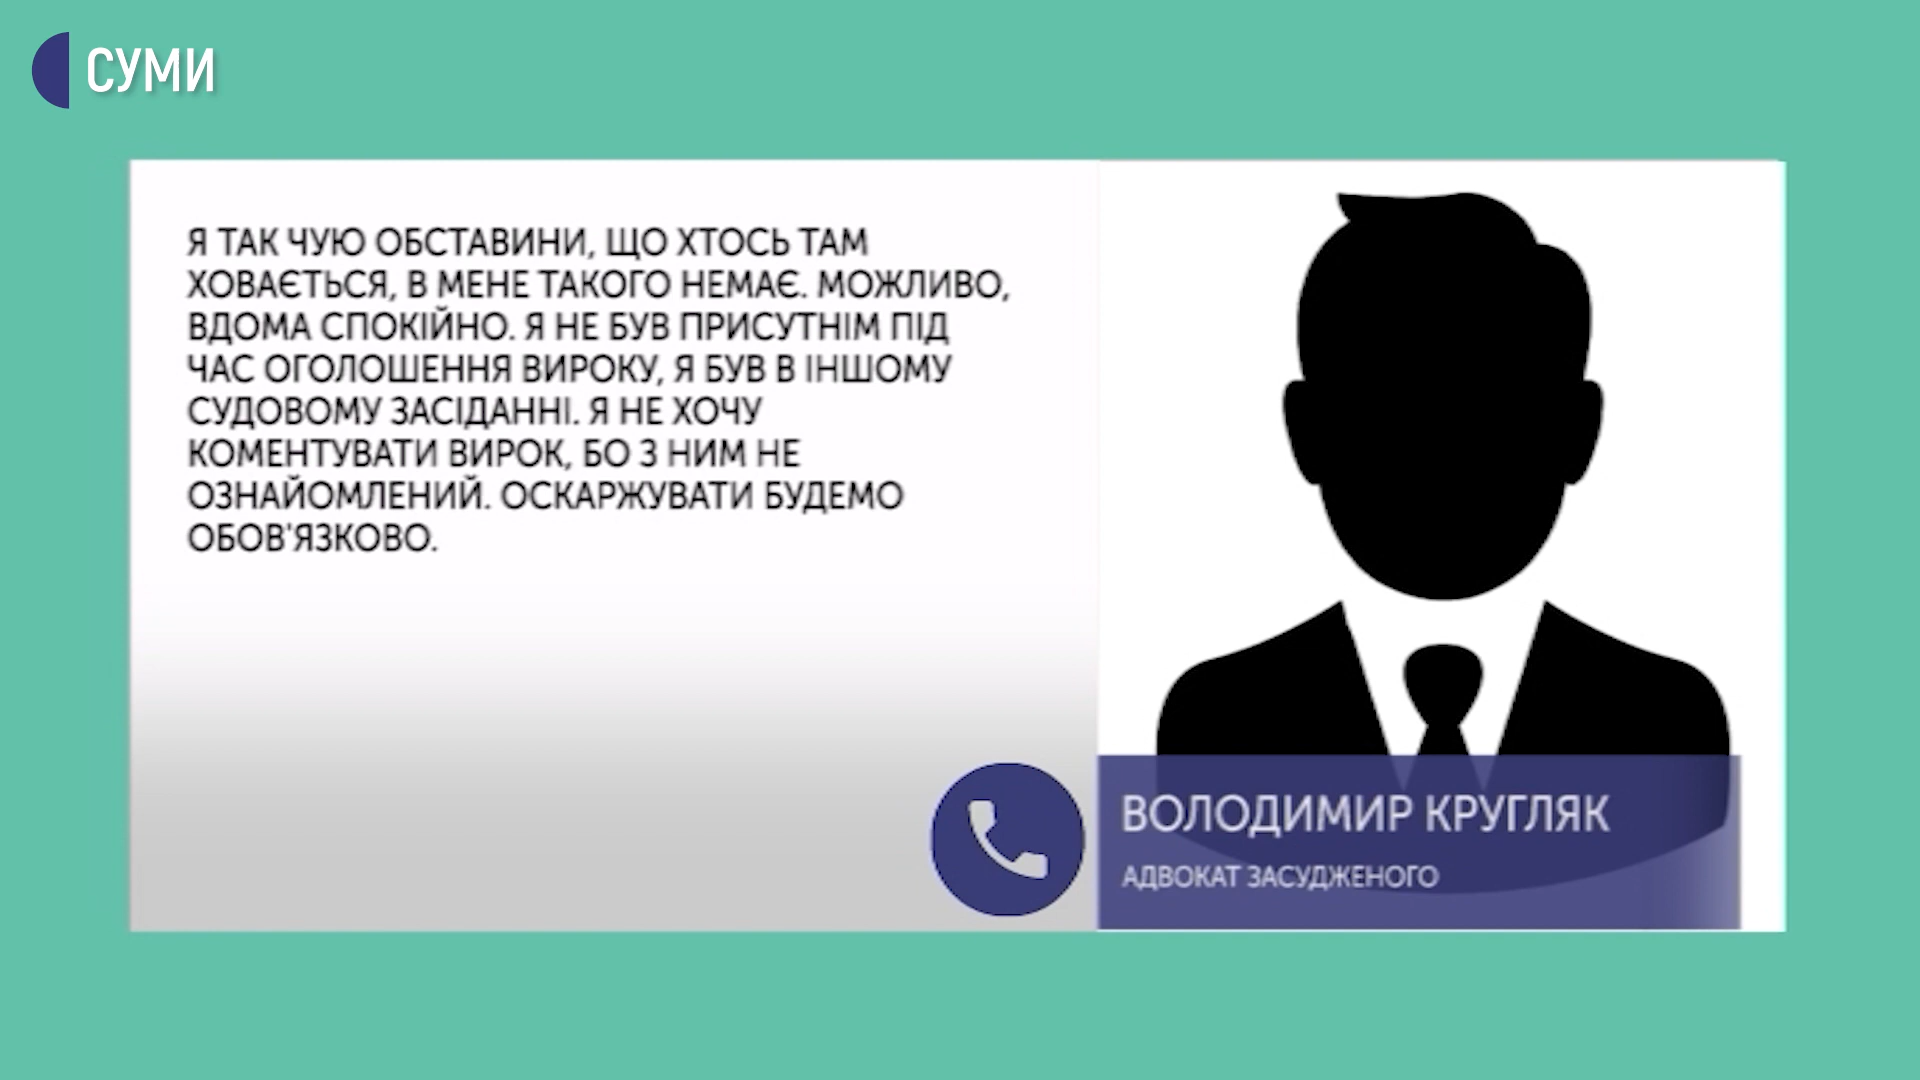 СУМИ
Я ТАК ЧУЮ ОБСТАВИНИ, ЩО ХТОСЬ ТАМ
ХОВАЄТЬСЯ, В МЕНЕ ТАКОГО НЕМАЄ. МОЖЛИВО,
ВДОМА СПОКІЙНО. Я НЕ БУВ ПРИСУТНІМ ПІД
ЧАС ОГОЛОШЕННЯ ВИРОКУ, Я БУВ В ІНШОМУ
СУДОВОМУ ЗАСІДАННІ. Я НЕ ХОЧУ
КОМЕНТУВАТИ ВИРОК, БО З НИМ НЕ
ОЗНАЙОМЛЕНИЙ. ОСКАРЖУВАТИ БУДЕМО
ОБОВ'ЯЗКОВО.
ВОЛОДИМИР КРУГЛЯК
АДВОКАТ ЗАСУДЖЕНОГО